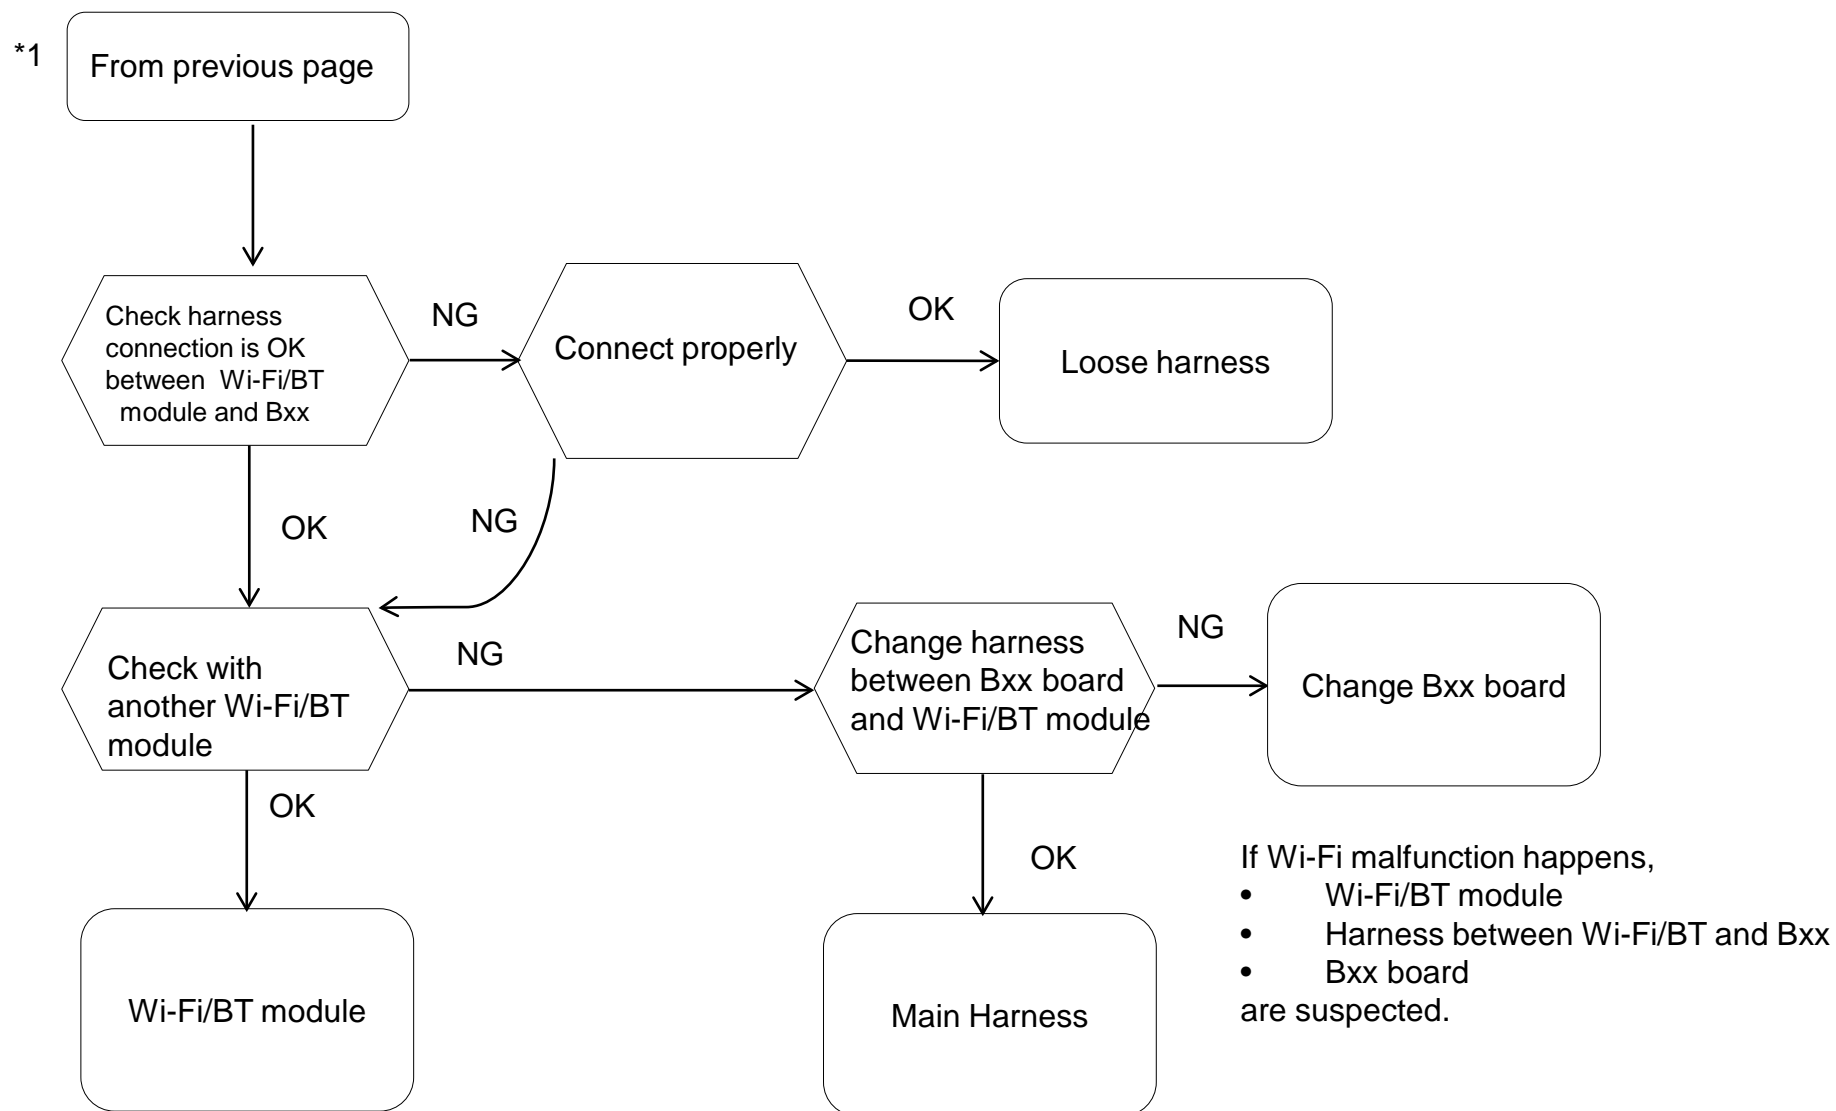 *1
From previous page
Check harness
connection is OK
between Wi-Fi/BT
module and Bxx
NG
Connect properly
OK
Loose harness
OK
NG
Check with
another Wi-Fi/BT
module
NG
Change harness
between Bxx board
and Wi-Fi/BT module
NG
Change Bxx board
OK
OK
If Wi-Fi malfunction happens,
• Wi-Fi/BT module
• Harness between Wi-Fi/BT and Bxx
• Bxx board
are suspected.
Wi-Fi/BT module
Main Harness